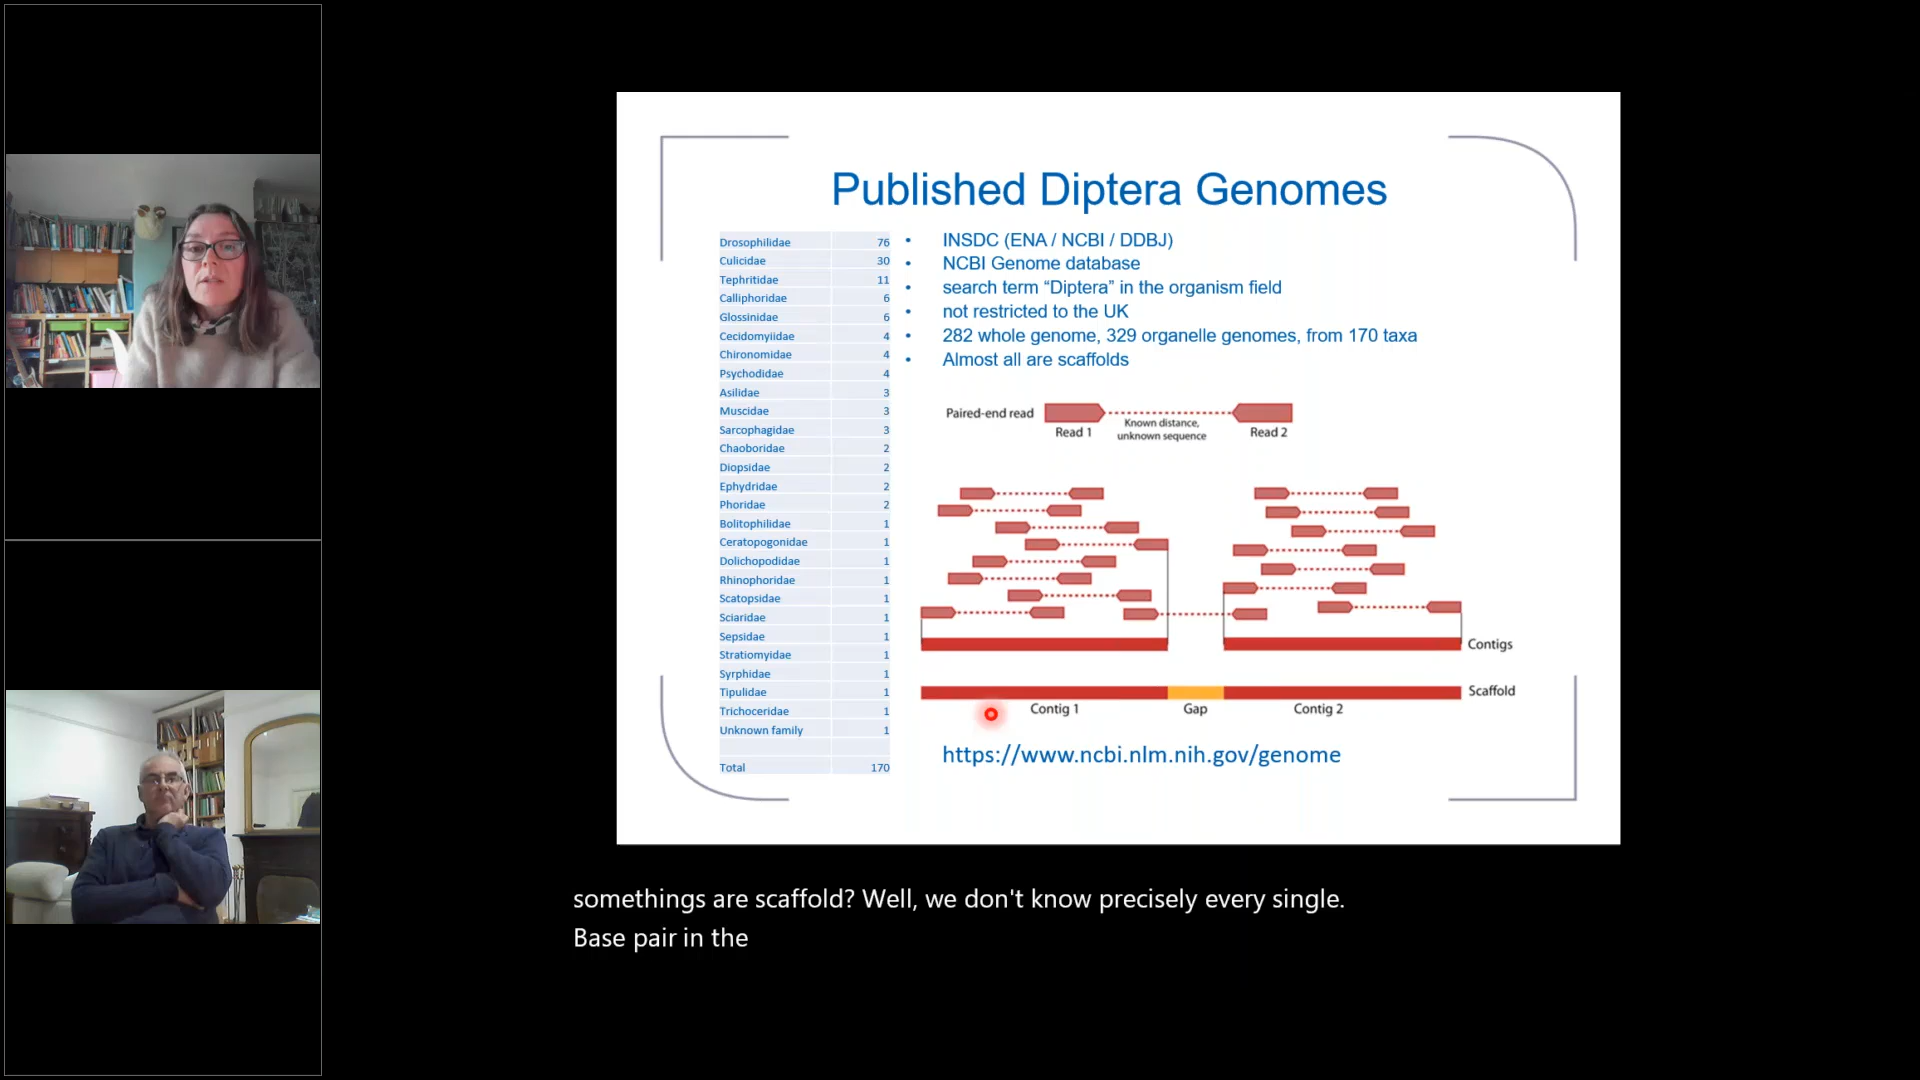 Published Diptera Genomes
Drosophilidae 76
Culicidae 30
Tephritidae 11
Calliphoridae 6
Glossinidae 6
Cecidomyiidae 4
Chironomidae 4
Psychodidae 4
Asilidae 3
Muscidae 3
Sarcophagidae 3
Chaoboridae 2
Diopsidae 2
Ephydridae 2
Phoridae 2
Bolitophilidae 1
Ceratopogonidae 1
Dolichopodidae 1
Rhinophoridae 1
Scatopsidae 1
Sciaridae 1
Sepsidae 1
Stratiomyidae 1
Syrphidae 1
Tipulidae 1
Trichoceridae 1
Unknown family 1
Total 170
• INSDC (ENA / NCBI / DDBJ)
• NCBI Genome database
• search term “Diptera” in the organism field
• not restricted to the UK
• 282 whole genome, 329 organelle genomes, from 170 taxa
• Almost all are scaffolds
Paired-end read
Read 1
Known distance,
unknown sequence
Read 2
Contigs
Scaffold
Contig 1
Gap
Contig 2
https://www.ncbi.nlm.nih.gov/genome
somethings are scaffold? Well, we don't know precisely every single.
Base pair in the